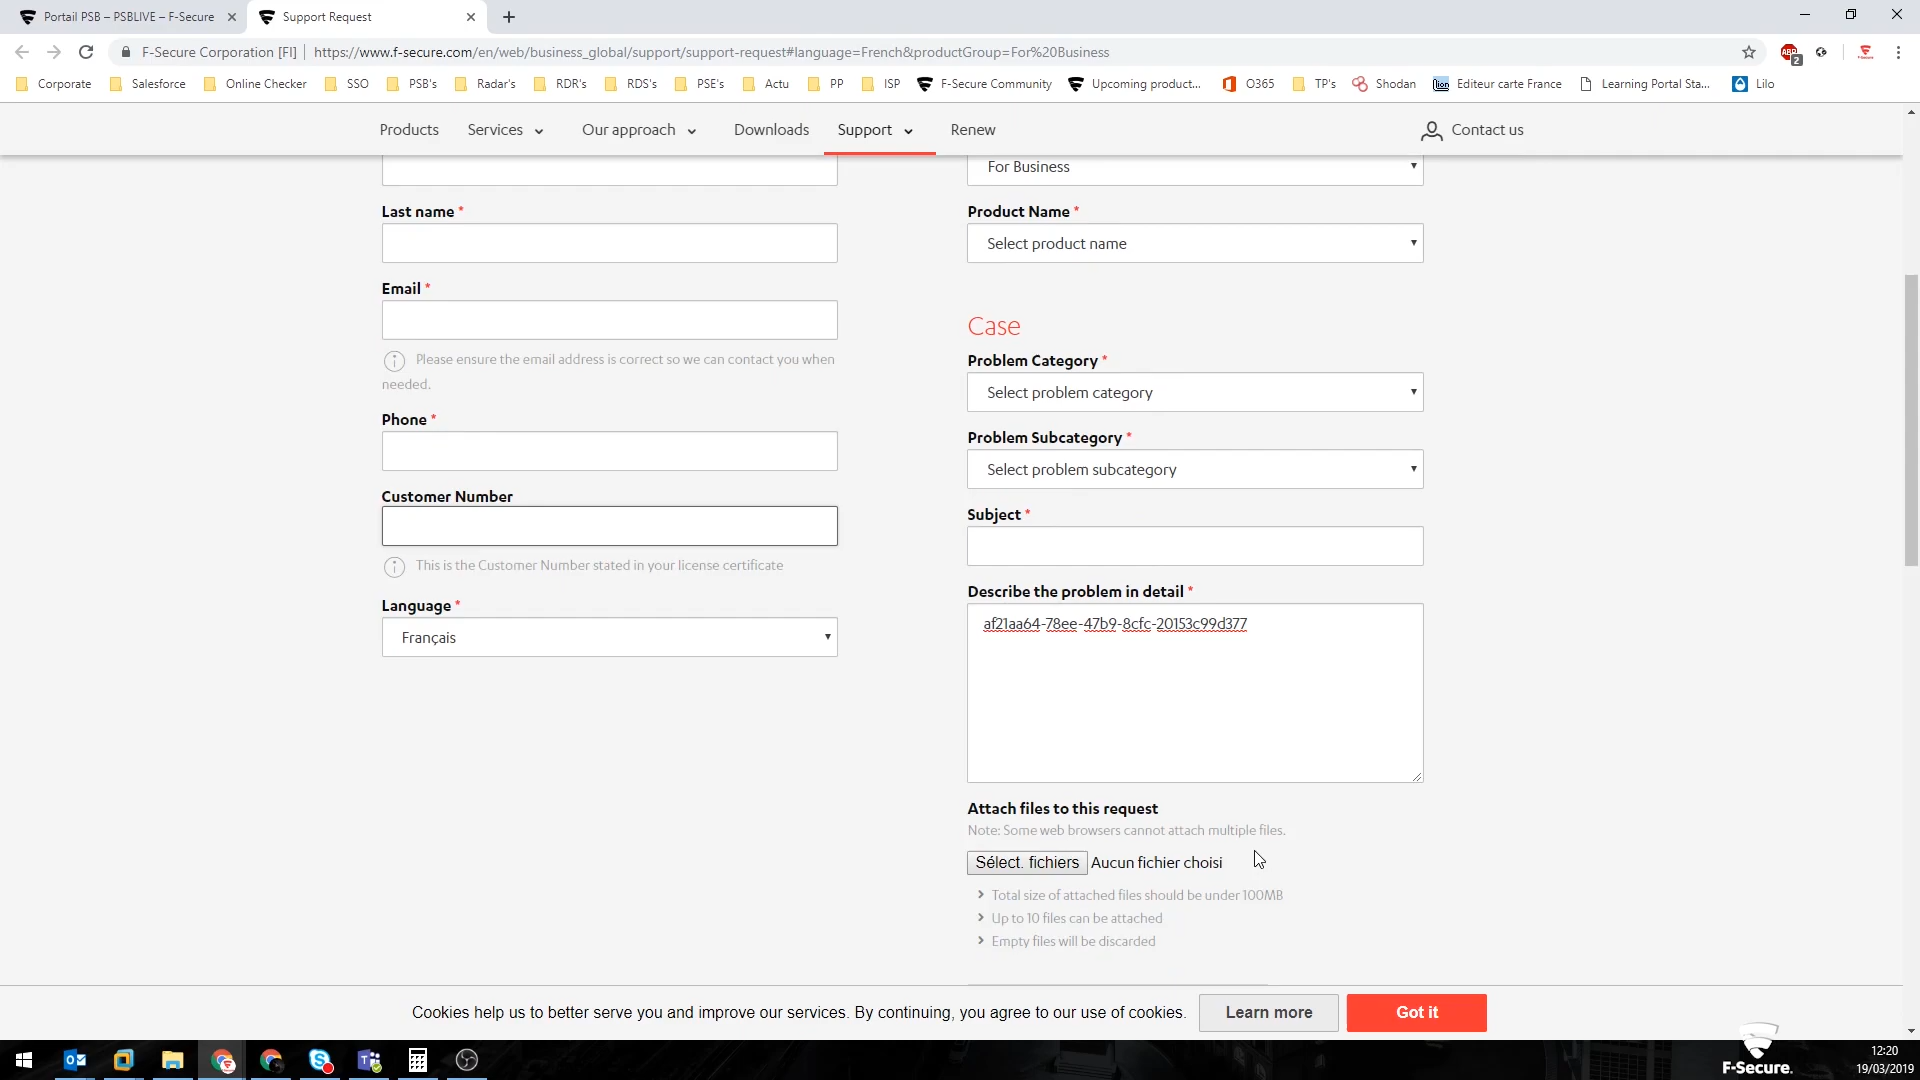 Portail PSB – PSBLIVE – F-Secure
Support Request
F-Secure Corporation [FI] | https://www.f-secure.com/en/web/business_global/support/support-request#language=French&productGroup=For%20Business
ABP
2
Corporate
Salesforce
Online Checker
SSO
PSB's
Radar's
RDR's
RDS's
PSE's
Actu
PP
ISP
F-Secure Community
Upcoming product...
O365
TP's
Shodan
Editeur carte France
Learning Portal Sta...
Lilo
Products
Services
Our approach
Downloads
Support
Renew
Contact us
For Business
Last name *
Product Name *
Select product name
Email *
Please ensure the email address is correct so we can contact you when
needed.
Case
Problem Category *
Select problem category
Phone *
Problem Subcategory *
Select problem subcategory
Customer Number
This is the Customer Number stated in your license certificate
Subject *
Language *
Français
Describe the problem in detail *
af21aa64-78ee-47b9-8cfc-20153c99d377
Attach files to this request
Note: Some web browsers cannot attach multiple files.
Sélect. fichiers Aucun fichier choisi
Total size of attached files should be under 100MB
Up to 10 files can be attached
Empty files will be discarded
Cookies help us to better serve you and improve our services. By continuing, you agree to our use of cookies.
Learn more
Got it
F-Secure.
12:20
19/03/2019